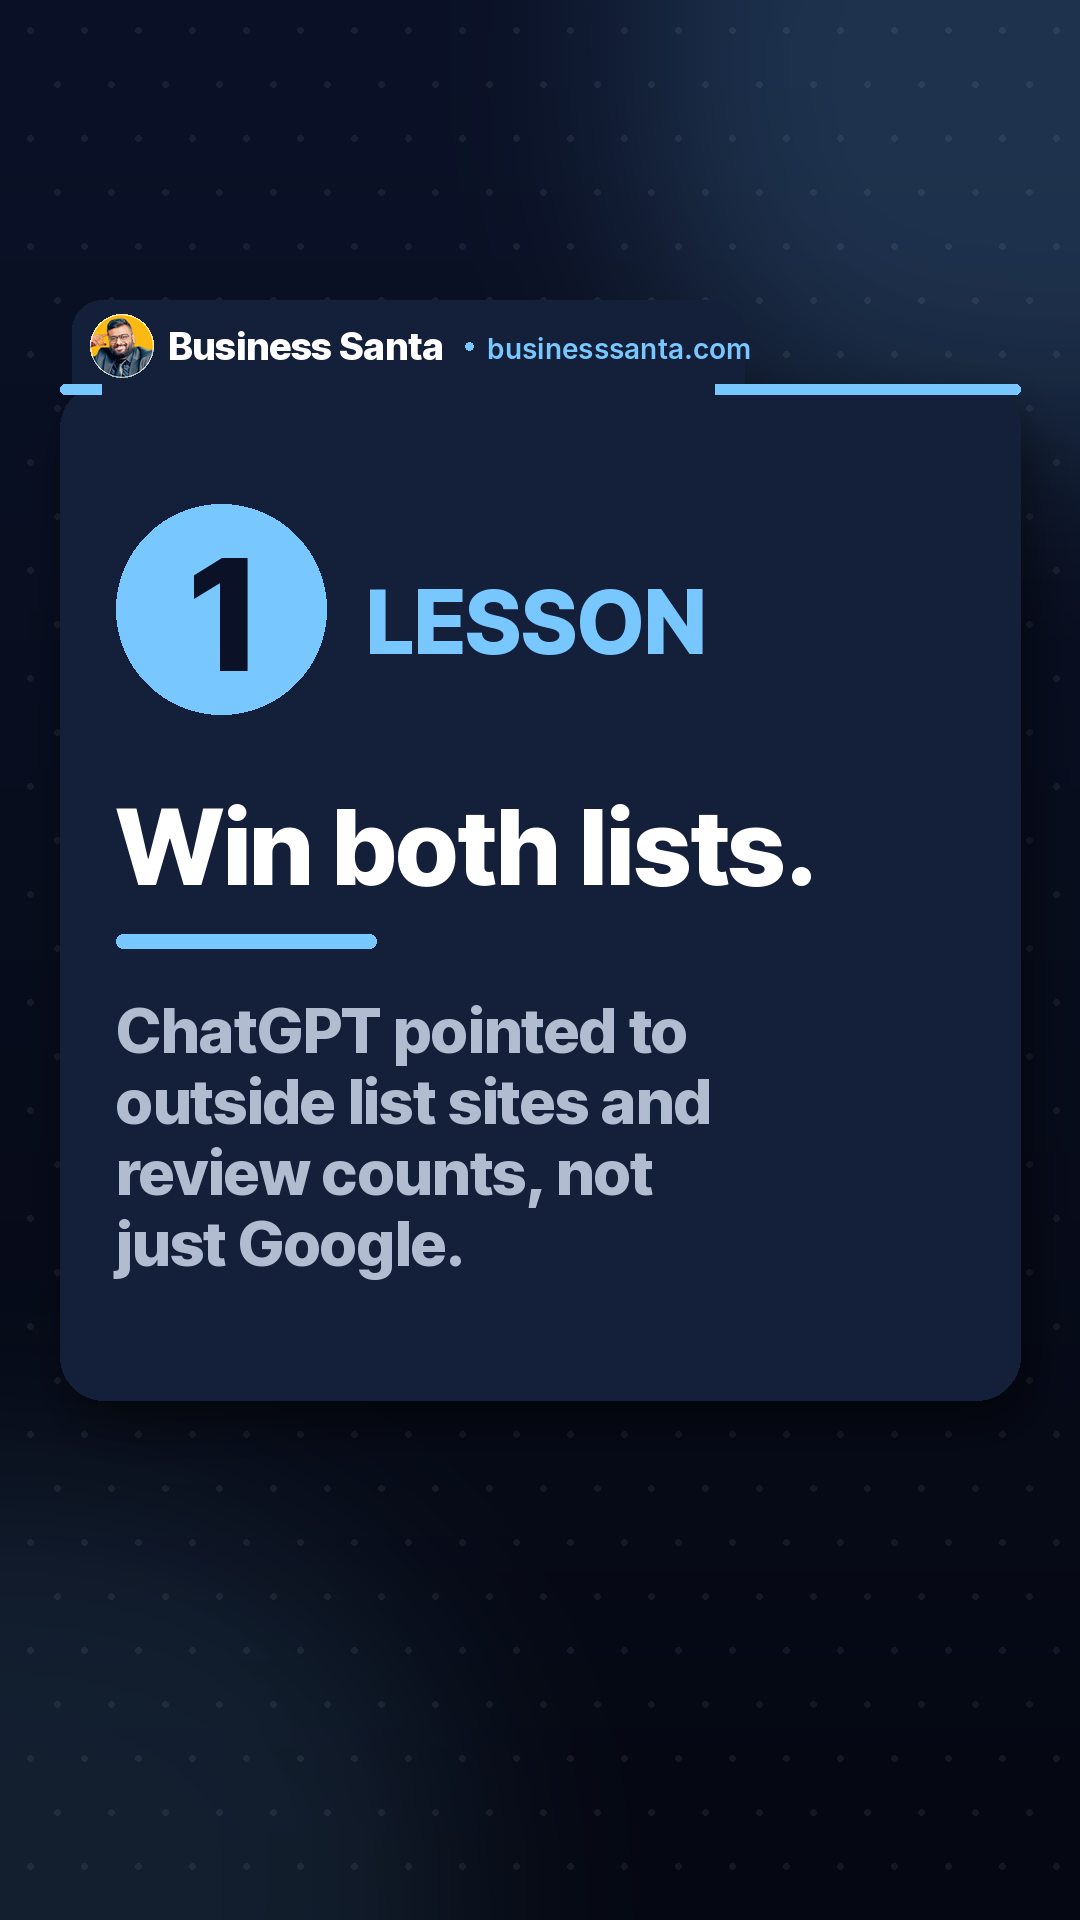 Business Santa • businesssanta.com
1 LESSON
Win both lists.
ChatGPT pointed to
outside list sites and
review counts, not
just Google.